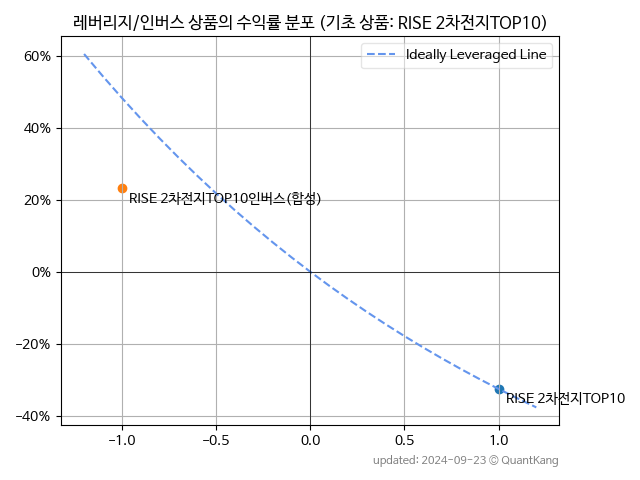 레버리지/인버스 상품의 수익률 분포 (기초 상품: RISE 2차전지TOP10)
Ideally Leveraged Line
60%
40%
20%
0%
−20%
−40%
RISE 2차전지TOP10인버스(합성)
RISE 2차전지TOP10
−1.0
−0.5
0.0
0.5
1.0
updated: 2024-09-23 © QuantKang